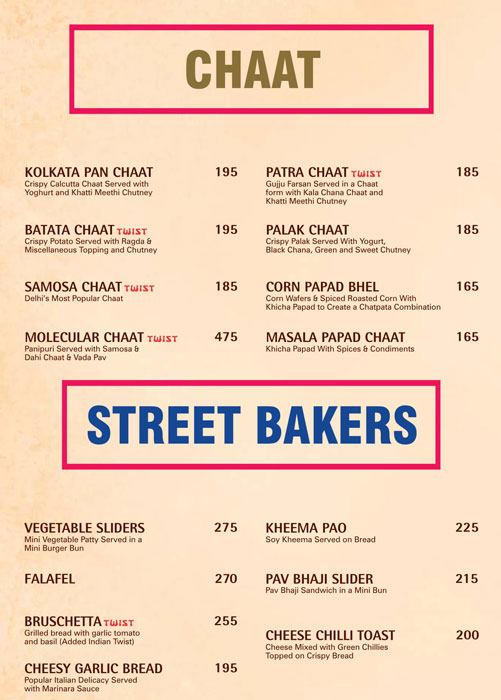 CHAAT
KOLKATA PAN CHAAT 195
Crispy Calcutta Chaat Served with
Yoghurt and Khatti Meethi Chutney
BATATA CHAAT TWIST 195
Crispy Potato Served with Ragda &
Miscellaneous Topping and Chutney
SAMOSA CHAAT TWIST 185
Delhi's Most Popular Chaat
MOLECULAR CHAAT TWIST 475
Panipuri Served with Samosa &
Dahi Chaat & Vada Pav
PATRA CHAAT TWIST 185
Gujju Farsan Served in a Chaat
form with Kala Chana Chaat and
Khatti Meethi Chutney
PALAK CHAAT 185
Crispy Palak Served With Yogurt,
Black Chana, Green and Sweet Chutney
CORN PAPAD BHEL 165
Corn Wafers & Spiced Roasted Corn With
Khicha Papad to Create a Chatpata Combination
MASALA PAPAD CHAAT 165
Khicha Papad With Spices & Condiments
STREET BAKERS
VEGETABLE SLIDERS 275
Mini Vegetable Patty Served in a
Mini Burger Bun
FALAFEL 270
BRUSCHETTA TWIST 255
Grilled bread with garlic tomato
and basil (Added Indian Twist)
CHEESY GARLIC BREAD 195
Popular Italian Delicacy Served
with Marinara Sauce
KHEEMA PAO 225
Soy Kheema Served on Bread
PAV BHAJI SLIDER 215
Pav Bhaji Sandwich in a Mini Bun
CHEESE CHILLI TOAST 200
Cheese Mixed with Green Chillies
Topped on Crispy Bread